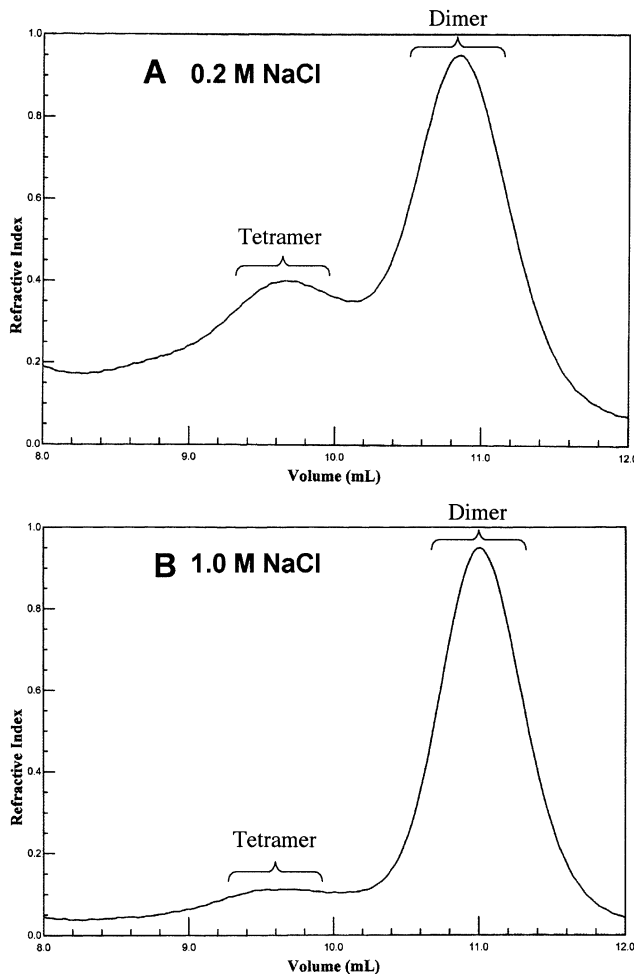 Dimer
A 0.2 M NaCl
Tetramer
Refractive Index
1.0
0.8
0.6
0.4
0.2
0.0
8.0 9.0 10.0 11.0 12.0
Volume (mL)
Dimer
B 1.0 M NaCl
Tetramer
Refractive Index
1.0
0.8
0.6
0.4
0.2
0.0
8.0 9.0 10.0 11.0 12.0
Volume (mL)